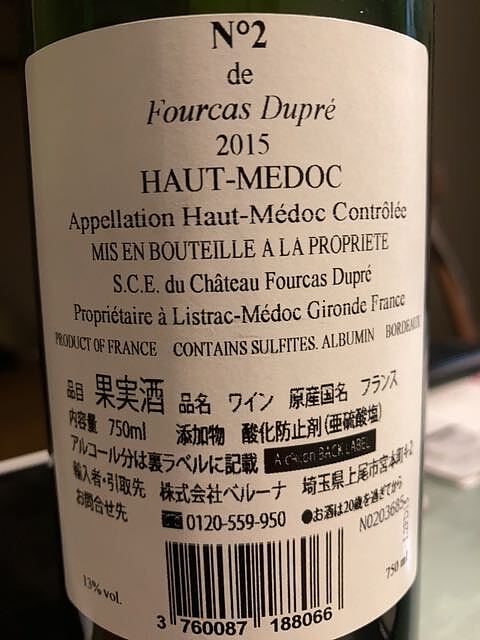 Nº2
de
Fourcas Dupré
2015
HAUT-MEDOC
Appellation Haut-Médoc Contrôlée
MIS EN BOUTEILLE A LA PROPRIETE
S.C.E. du Château Fourcas Dupré
Propriétaire à Listrac-Médoc Gironde France
PRODUCT OF FRANCE CONTAINS SULFITES. ALBUMIN BORDEAUX
品目 果実酒 品名 ワイン 原産国名 フランス
内容量 750ml 添加物 酸化防止剤(亜硫酸塩)
アルコール分は裏ラベルに記載 BACK LABEL
輸入者・引取先 株式会社ベルーナ 埼玉県上尾市宮本町4-2
お問合せ先 0120-559-950 ●お酒は20歳を過ぎてから
N0203685
13% vol.
750 ml
3 760087 188066